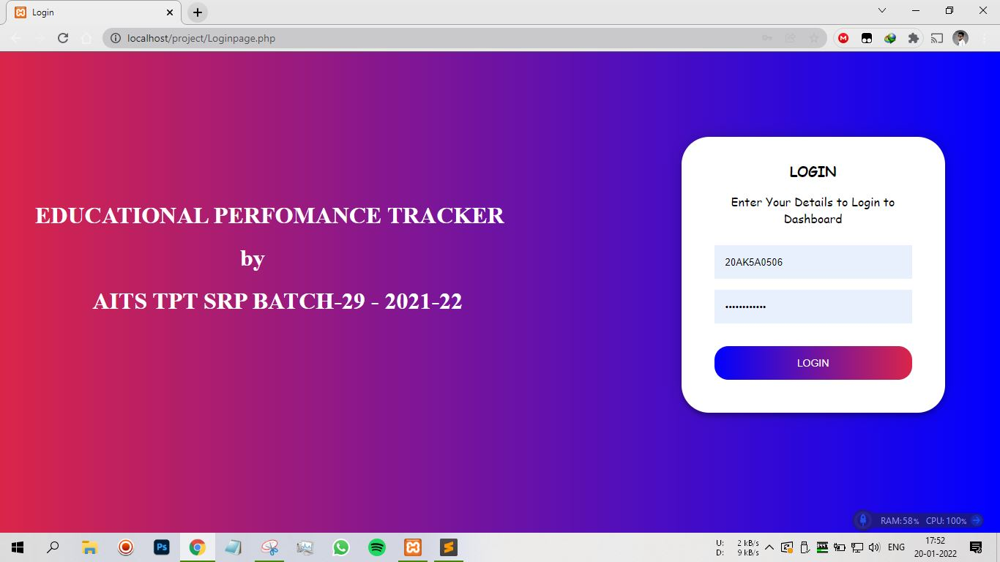 Login
localhost/project/Loginpage.php
EDUCATIONAL PERFOMANCE TRACKER
by
AITS TPT SRP BATCH-29 - 2021-22
LOGIN
Enter Your Details to Login to
Dashboard
20AK5A0506
••••••••••••
LOGIN
RAM: 58% CPU: 100%
Ps
U: 2 kB/s
D: 9 kB/s
ENG
17:52
20-01-2022